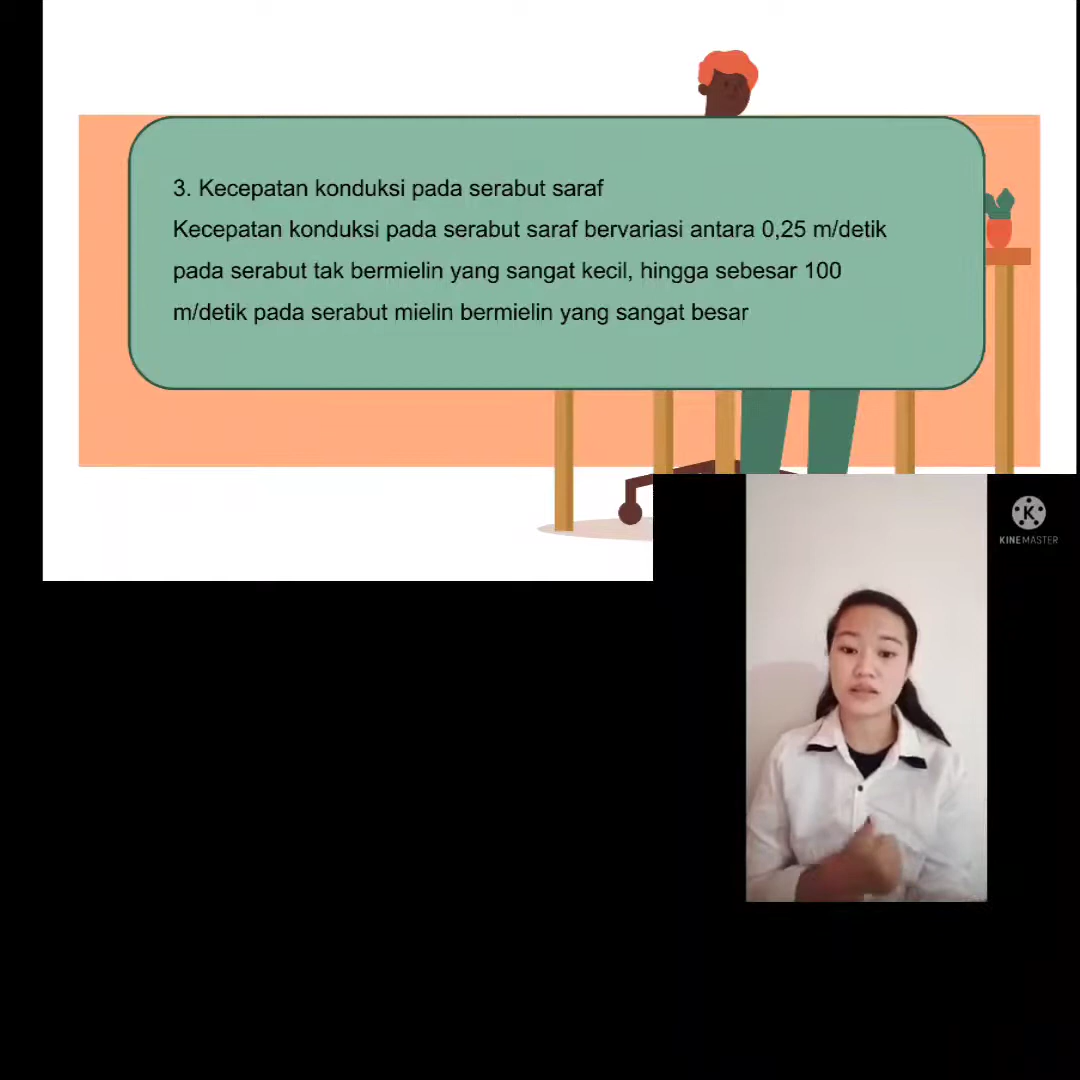 3. Kecepatan konduksi pada serabut saraf
Kecepatan konduksi pada serabut saraf bervariasi antara 0,25 m/detik
pada serabut tak bermielin yang sangat kecil, hingga sebesar 100
m/detik pada serabut mielin bermielin yang sangat besar
K
KINEMASTER